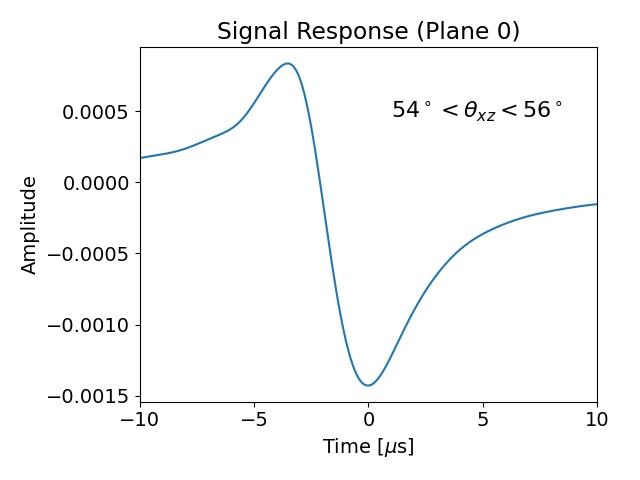 Signal Response (Plane 0)
54° < θxz < 56°
0.0005
0.0000
−0.0005
−0.0010
−0.0015
Amplitude
−10
−5
0
5
10
Time [μs]